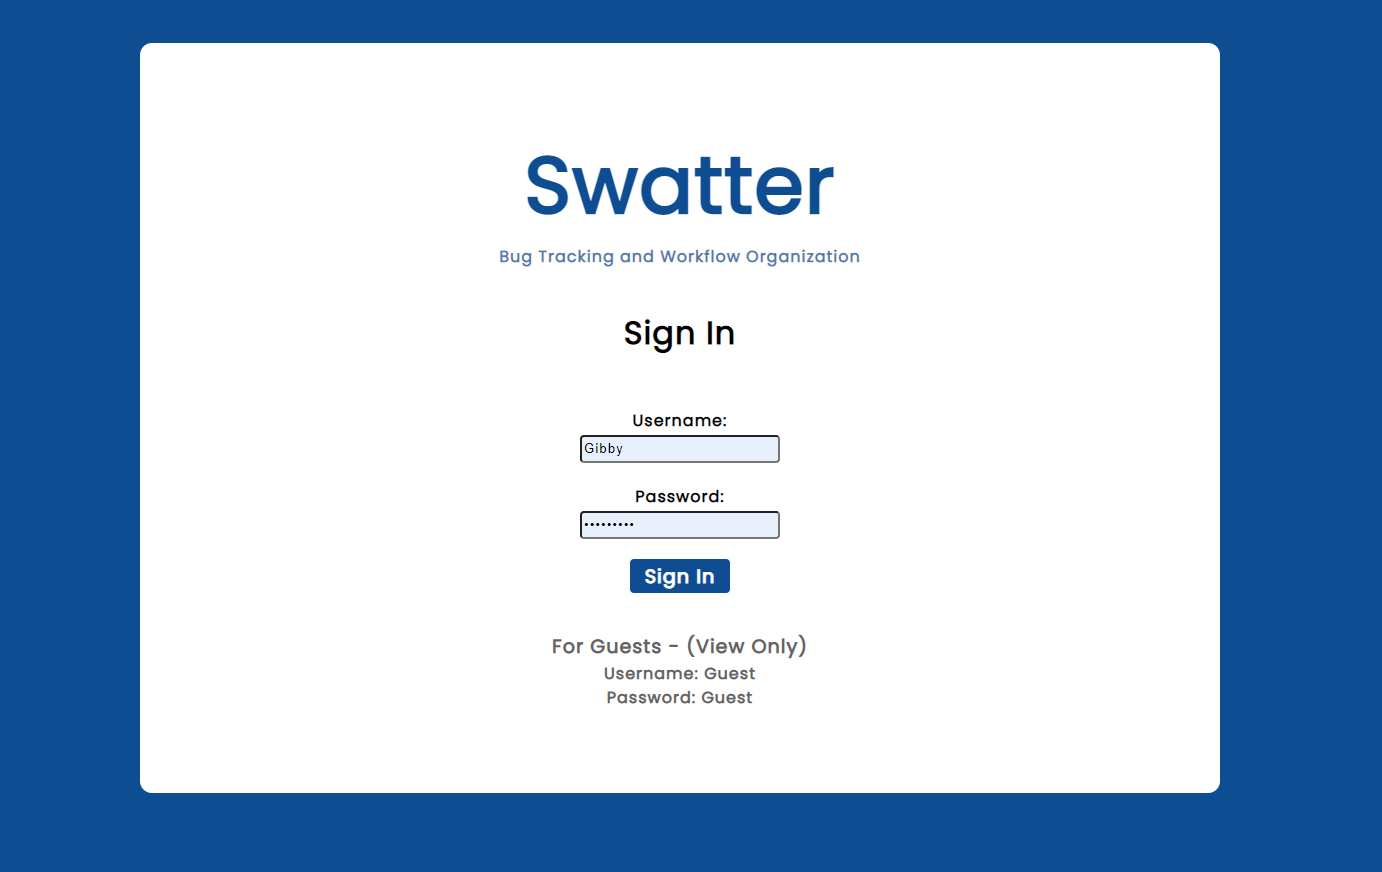 Swatter
Bug Tracking and Workflow Organization
Sign In
Username:
Gibby
Password:
•••••••••
Sign In
For Guests - (View Only)
Username: Guest
Password: Guest